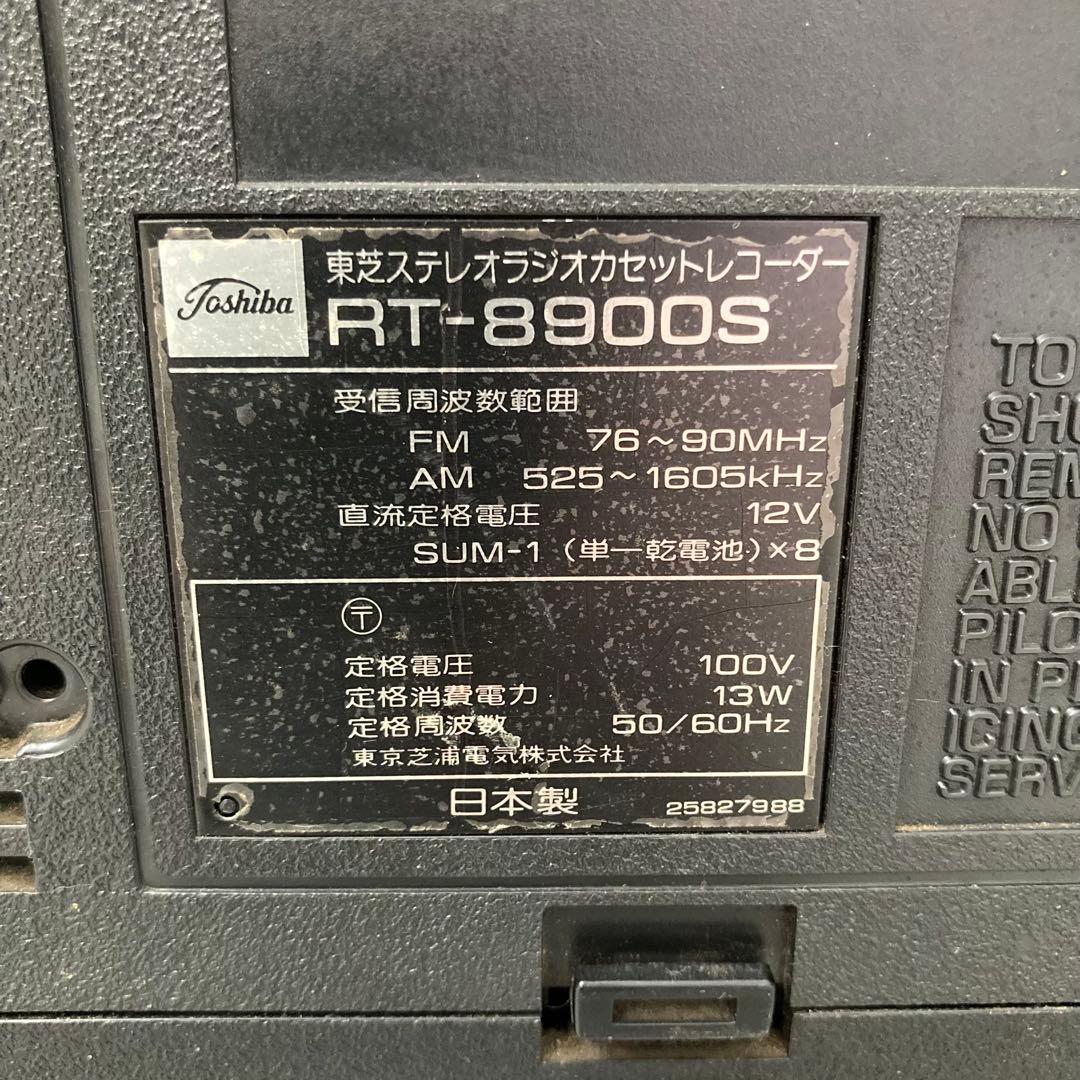 Toshiba
東芝ステレオラジオカセットレコーダー
RT-8900S
受信周波数範囲
FM 76~90MHz
AM 525~1605kHz
直流定格電圧 12V
SUM-1 (単一乾電池)×8
〒
定格電圧 100V
定格消費電力 13W
定格周波数 50/60Hz
東京芝浦電気株式会社
日本製 25827988
TO
SHO
REM
NO
ABLE
PILO
IN P
ICING
SERV